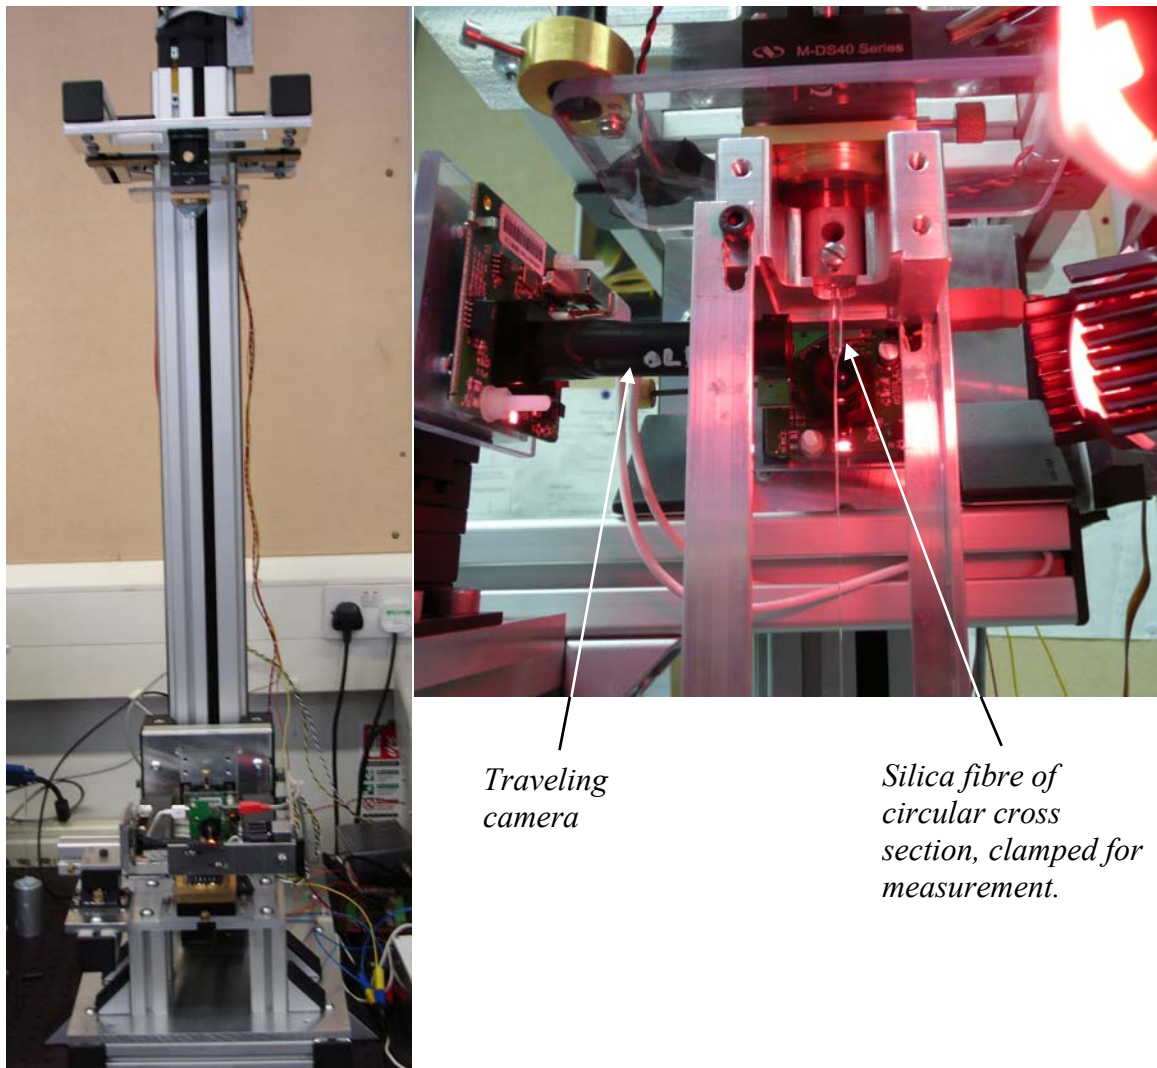 M-DS40 Series
Traveling
camera
Silica fibre of
circular cross
section, clamped for
measurement.